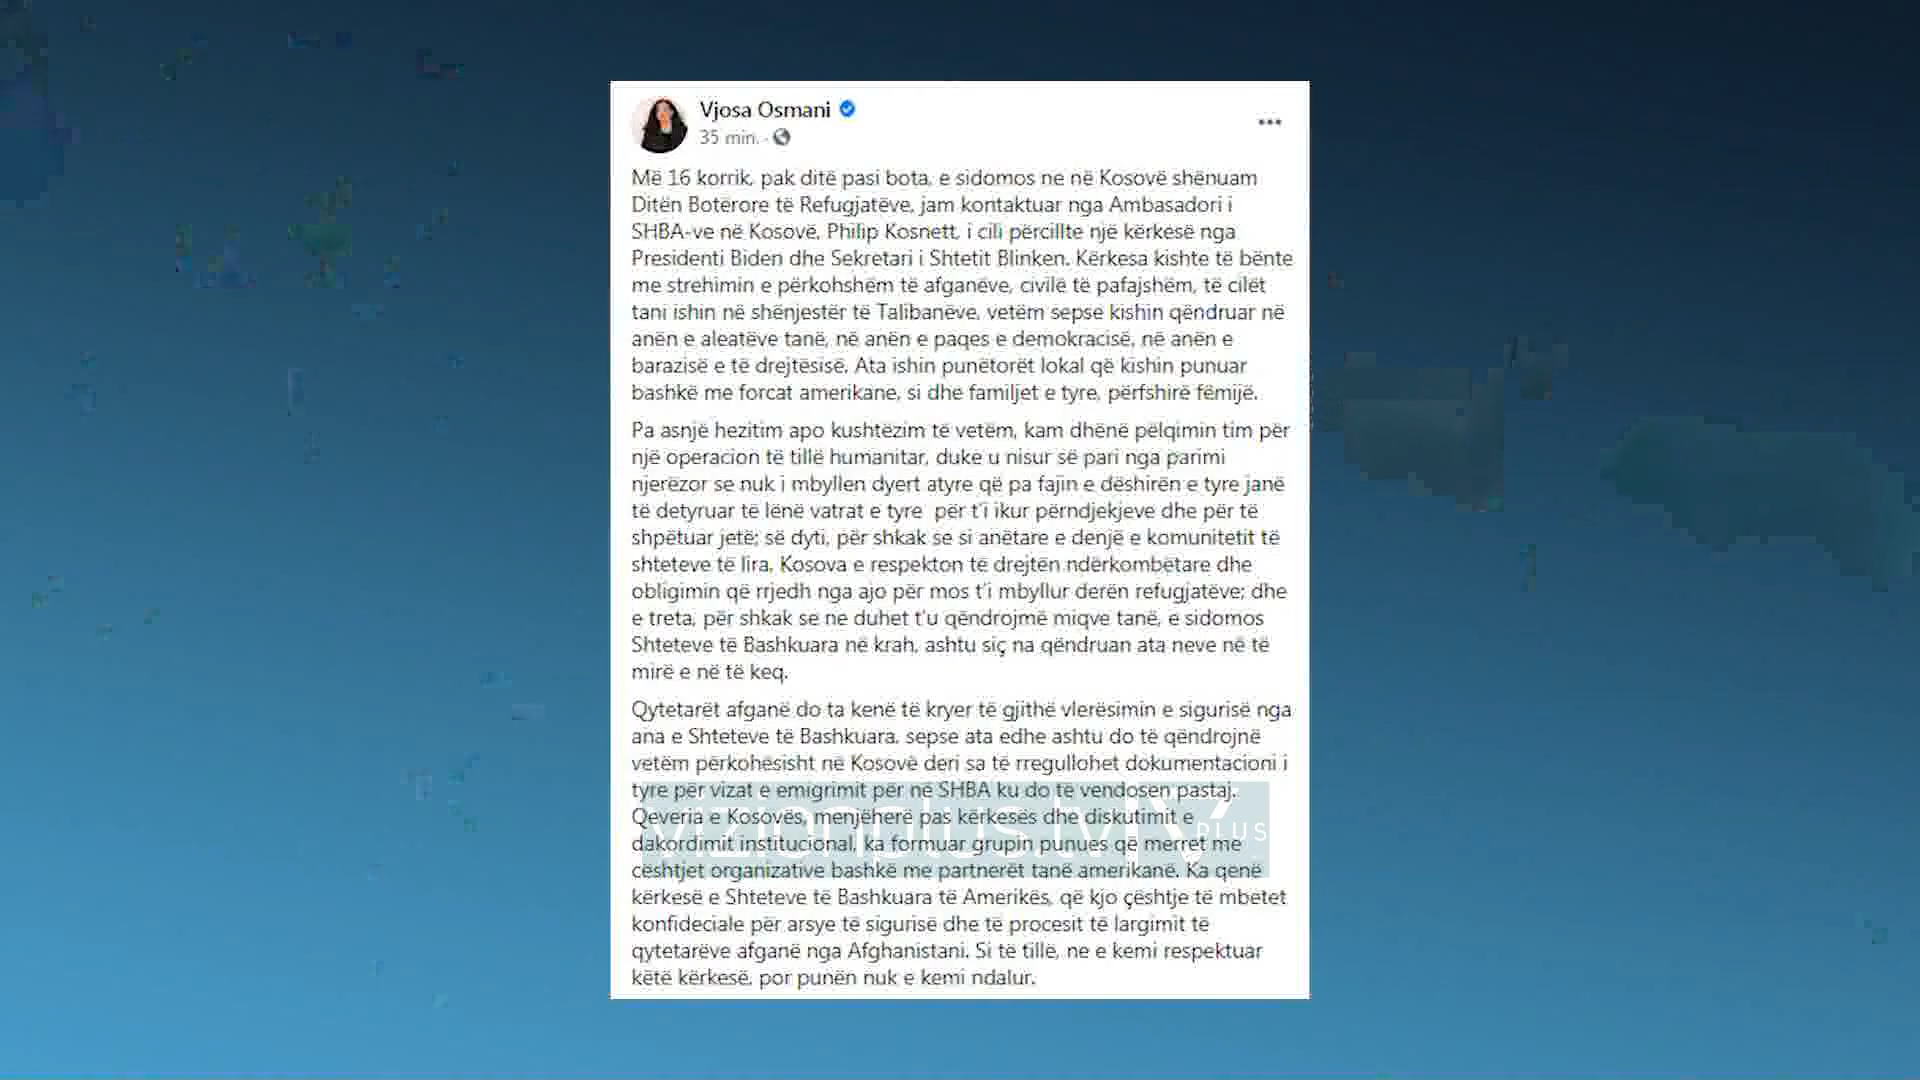 Vjosa Osmani
35 min. ·
Më 16 korrik, pak ditë pasi bota, e sidomos ne në Kosovë shënuam
Ditën Botërore të Refugjatëve, jam kontaktuar nga Ambasadori i
SHBA-ve në Kosovë, Philip Kosnett, i cili përcillte një kërkesë nga
Presidenti Biden dhe Sekretari i Shtetit Blinken. Kërkesa kishte të bënte
me strehimin e përkohshëm të afganëve, civilë të pafajshëm, të cilët
tani ishin në shënjestër të Talibanëve, vetëm sepse kishin qëndruar në
anën e aleatëve tanë, në anën e paqes e demokracisë, në anën e
barazisë e të drejtësisë. Ata ishin punëtorët lokal që kishin punuar
bashkë me forcat amerikane, si dhe familjet e tyre, përfshirë fëmijë.
Pa asnjë hezitim apo kushtëzim të vetëm, kam dhënë pëlqimin tim për
një operacion të tillë humanitar, duke u nisur së pari nga parimi
njerëzor se nuk i mbyllen dyert atyre që pa fajin e dëshirën e tyre janë
të detyruar të lënë vatrat e tyre  për t'i ikur përndjekjeve dhe për të
shpëtuar jetë; së dyti, për shkak se si anëtare e denjë e komunitetit të
shteteve të lira, Kosova e respekton të drejtën ndërkombëtare dhe
obligimin që rrjedh nga ajo për mos t'i mbyllur derën refugjatëve; dhe
e treta, për shkak se ne duhet t'u qëndrojmë miqve tanë, e sidomos
Shteteve të Bashkuara në krah, ashtu siç na qëndruan ata neve në të
mirë e në të keq.
Qytetarët afganë do ta kenë të kryer të gjithë vlerësimin e sigurisë nga
ana e Shteteve të Bashkuara, sepse ata edhe ashtu do të qëndrojnë
vetëm përkohësisht në Kosovë deri sa të rregullohet dokumentacioni i
tyre për vizat e emigrimit për në SHBA ku do të vendosen pastaj.
Qeveria e Kosovës, menjëherë pas kërkesës dhe diskutimit e
dakordimit institucional, ka formuar grupin punues që merret me
cështjet organizative bashkë me partnerët tanë amerikanë. Ka qenë
kërkesë e Shteteve të Bashkuara të Amerikës, që kjo çështje të mbetet
konfideciale për arsye të sigurisë dhe të procesit të largimit të
qytetarëve afganë nga Afghanistani. Si të tillë, ne e kemi respektuar
këtë kërkesë, por punën nuk e kemi ndalur.
vizionplus.tv PLUS